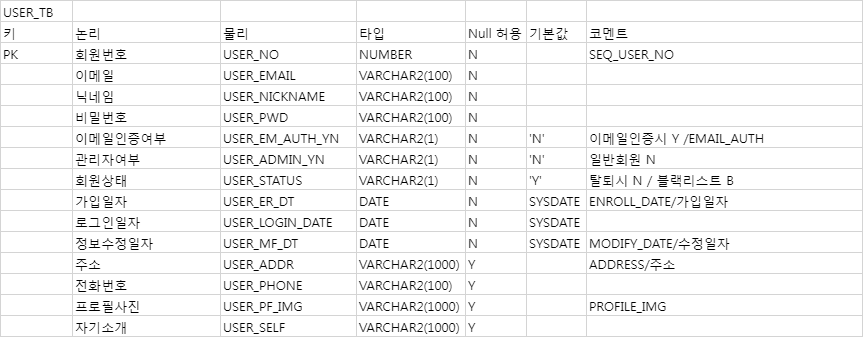 USER_TB
키 논리 물리 타입 Null 허용 기본값 코멘트
PK 회원번호 USER_NO NUMBER N SEQ_USER_NO
이메일 USER_EMAIL VARCHAR2(100) N
닉네임 USER_NICKNAME VARCHAR2(100) N
비밀번호 USER_PWD VARCHAR2(100) N
이메일인증여부 USER_EM_AUTH_YN VARCHAR2(1) N 'N' 이메일인증시 Y /EMAIL_AUTH
관리자여부 USER_ADMIN_YN VARCHAR2(1) N 'N' 일반회원 N
회원상태 USER_STATUS VARCHAR2(1) N 'Y' 탈퇴시 N / 블랙리스트 B
가입일자 USER_ER_DT DATE N SYSDATE ENROLL_DATE/가입일자
로그인일자 USER_LOGIN_DATE DATE N SYSDATE
정보수정일자 USER_MF_DT DATE N SYSDATE MODIFY_DATE/수정일자
주소 USER_ADDR VARCHAR2(1000) Y ADDRESS/주소
전화번호 USER_PHONE VARCHAR2(100) Y
프로필사진 USER_PF_IMG VARCHAR2(1000) Y PROFILE_IMG
자기소개 USER_SELF VARCHAR2(1000) Y